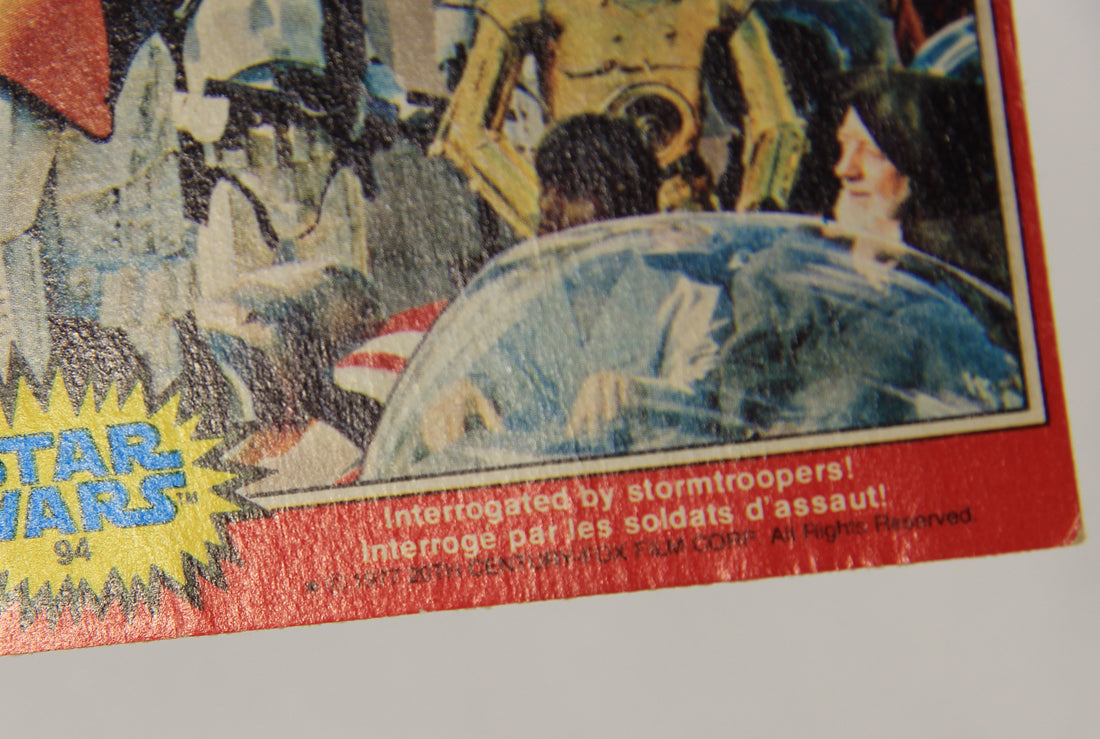 STAR
WARS™
94
Interrogated by stormtroopers!
Interroge par les soldats d'assaut!
© 1977 20TH CENTURY-FOX FILM CORP. All Rights Reserved.